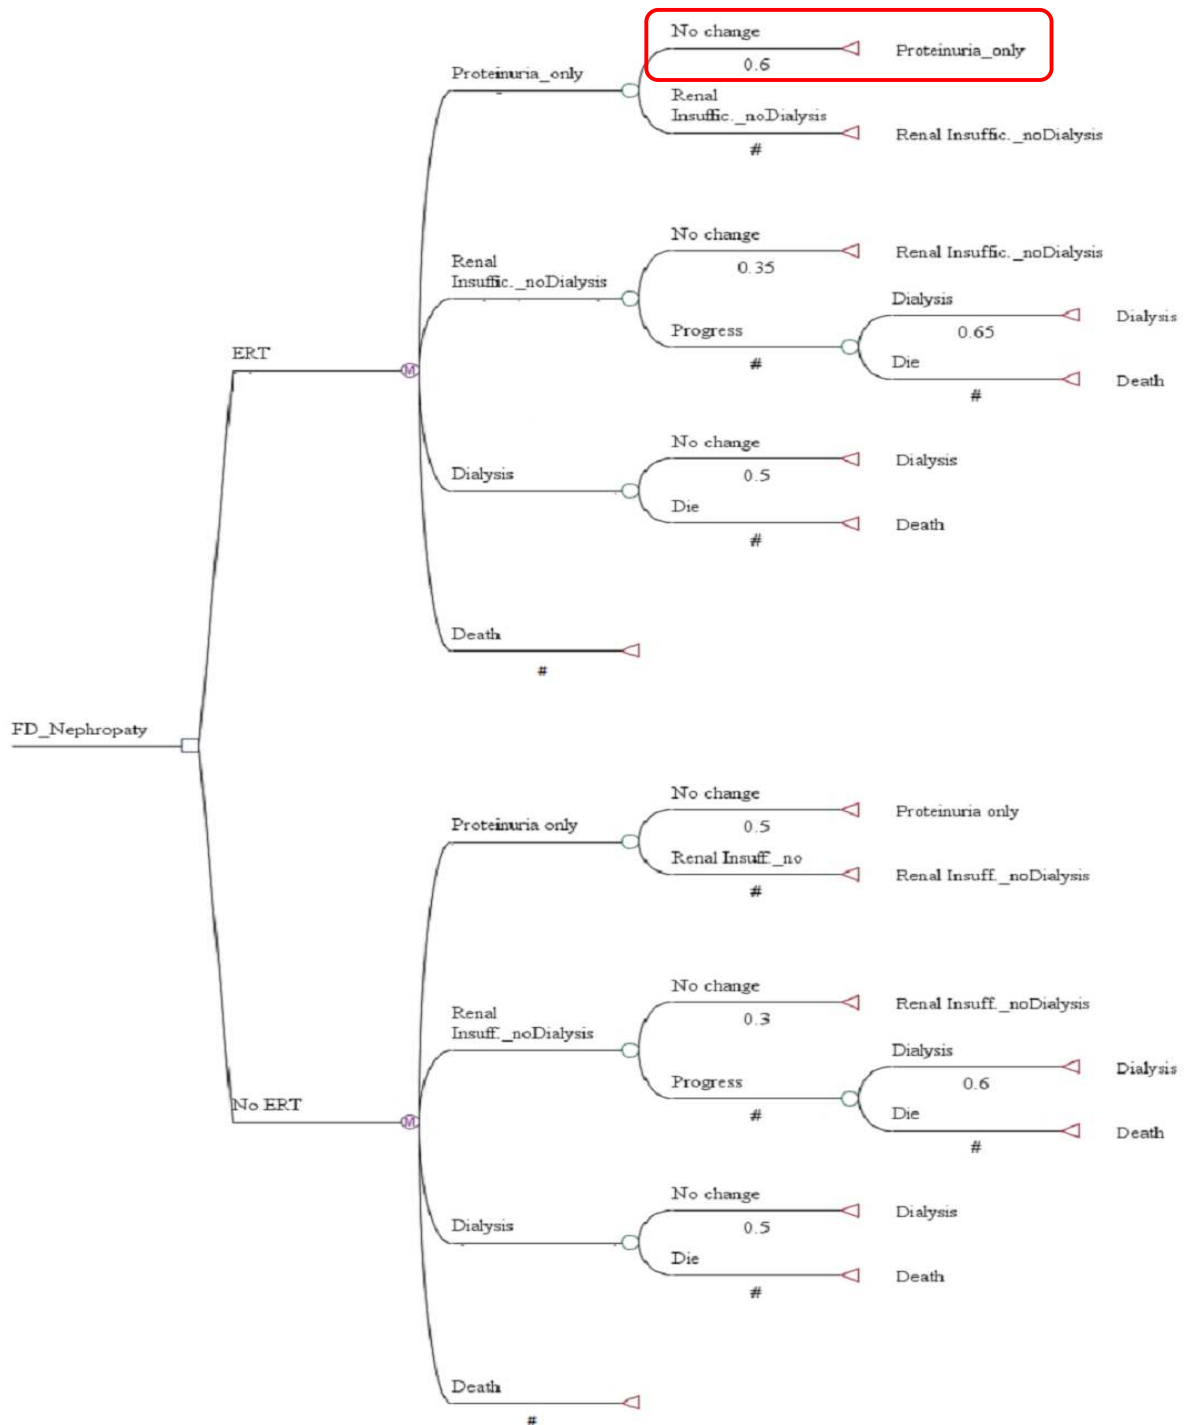 No change
Proteinuria_only
0.6
Proteinuria_only
Renal
Insuffic._noDialysis
Renal Insuffic._noDialysis
#
No change
Renal Insuffic._noDialysis
0.35
Renal
Insuffic._noDialysis
Dialysis
Dialysis
0.65
Progress
#
Die
Death
#
ERT
M
No change
Dialysis
0.5
Dialysis
Die
Death
#
Death
#
FD_Nephropaty
No change
Proteinuria only
0.5
Proteinuria only
Renal Insuff._no
Renal Insuff._noDialysis
#
No change
Renal Insuff._noDialysis
0.3
Renal
Insuff._noDialysis
Dialysis
Dialysis
0.6
Progress
#
Die
Death
#
No ERT
M
No change
Dialysis
0.5
Dialysis
Die
Death
#
Death
#